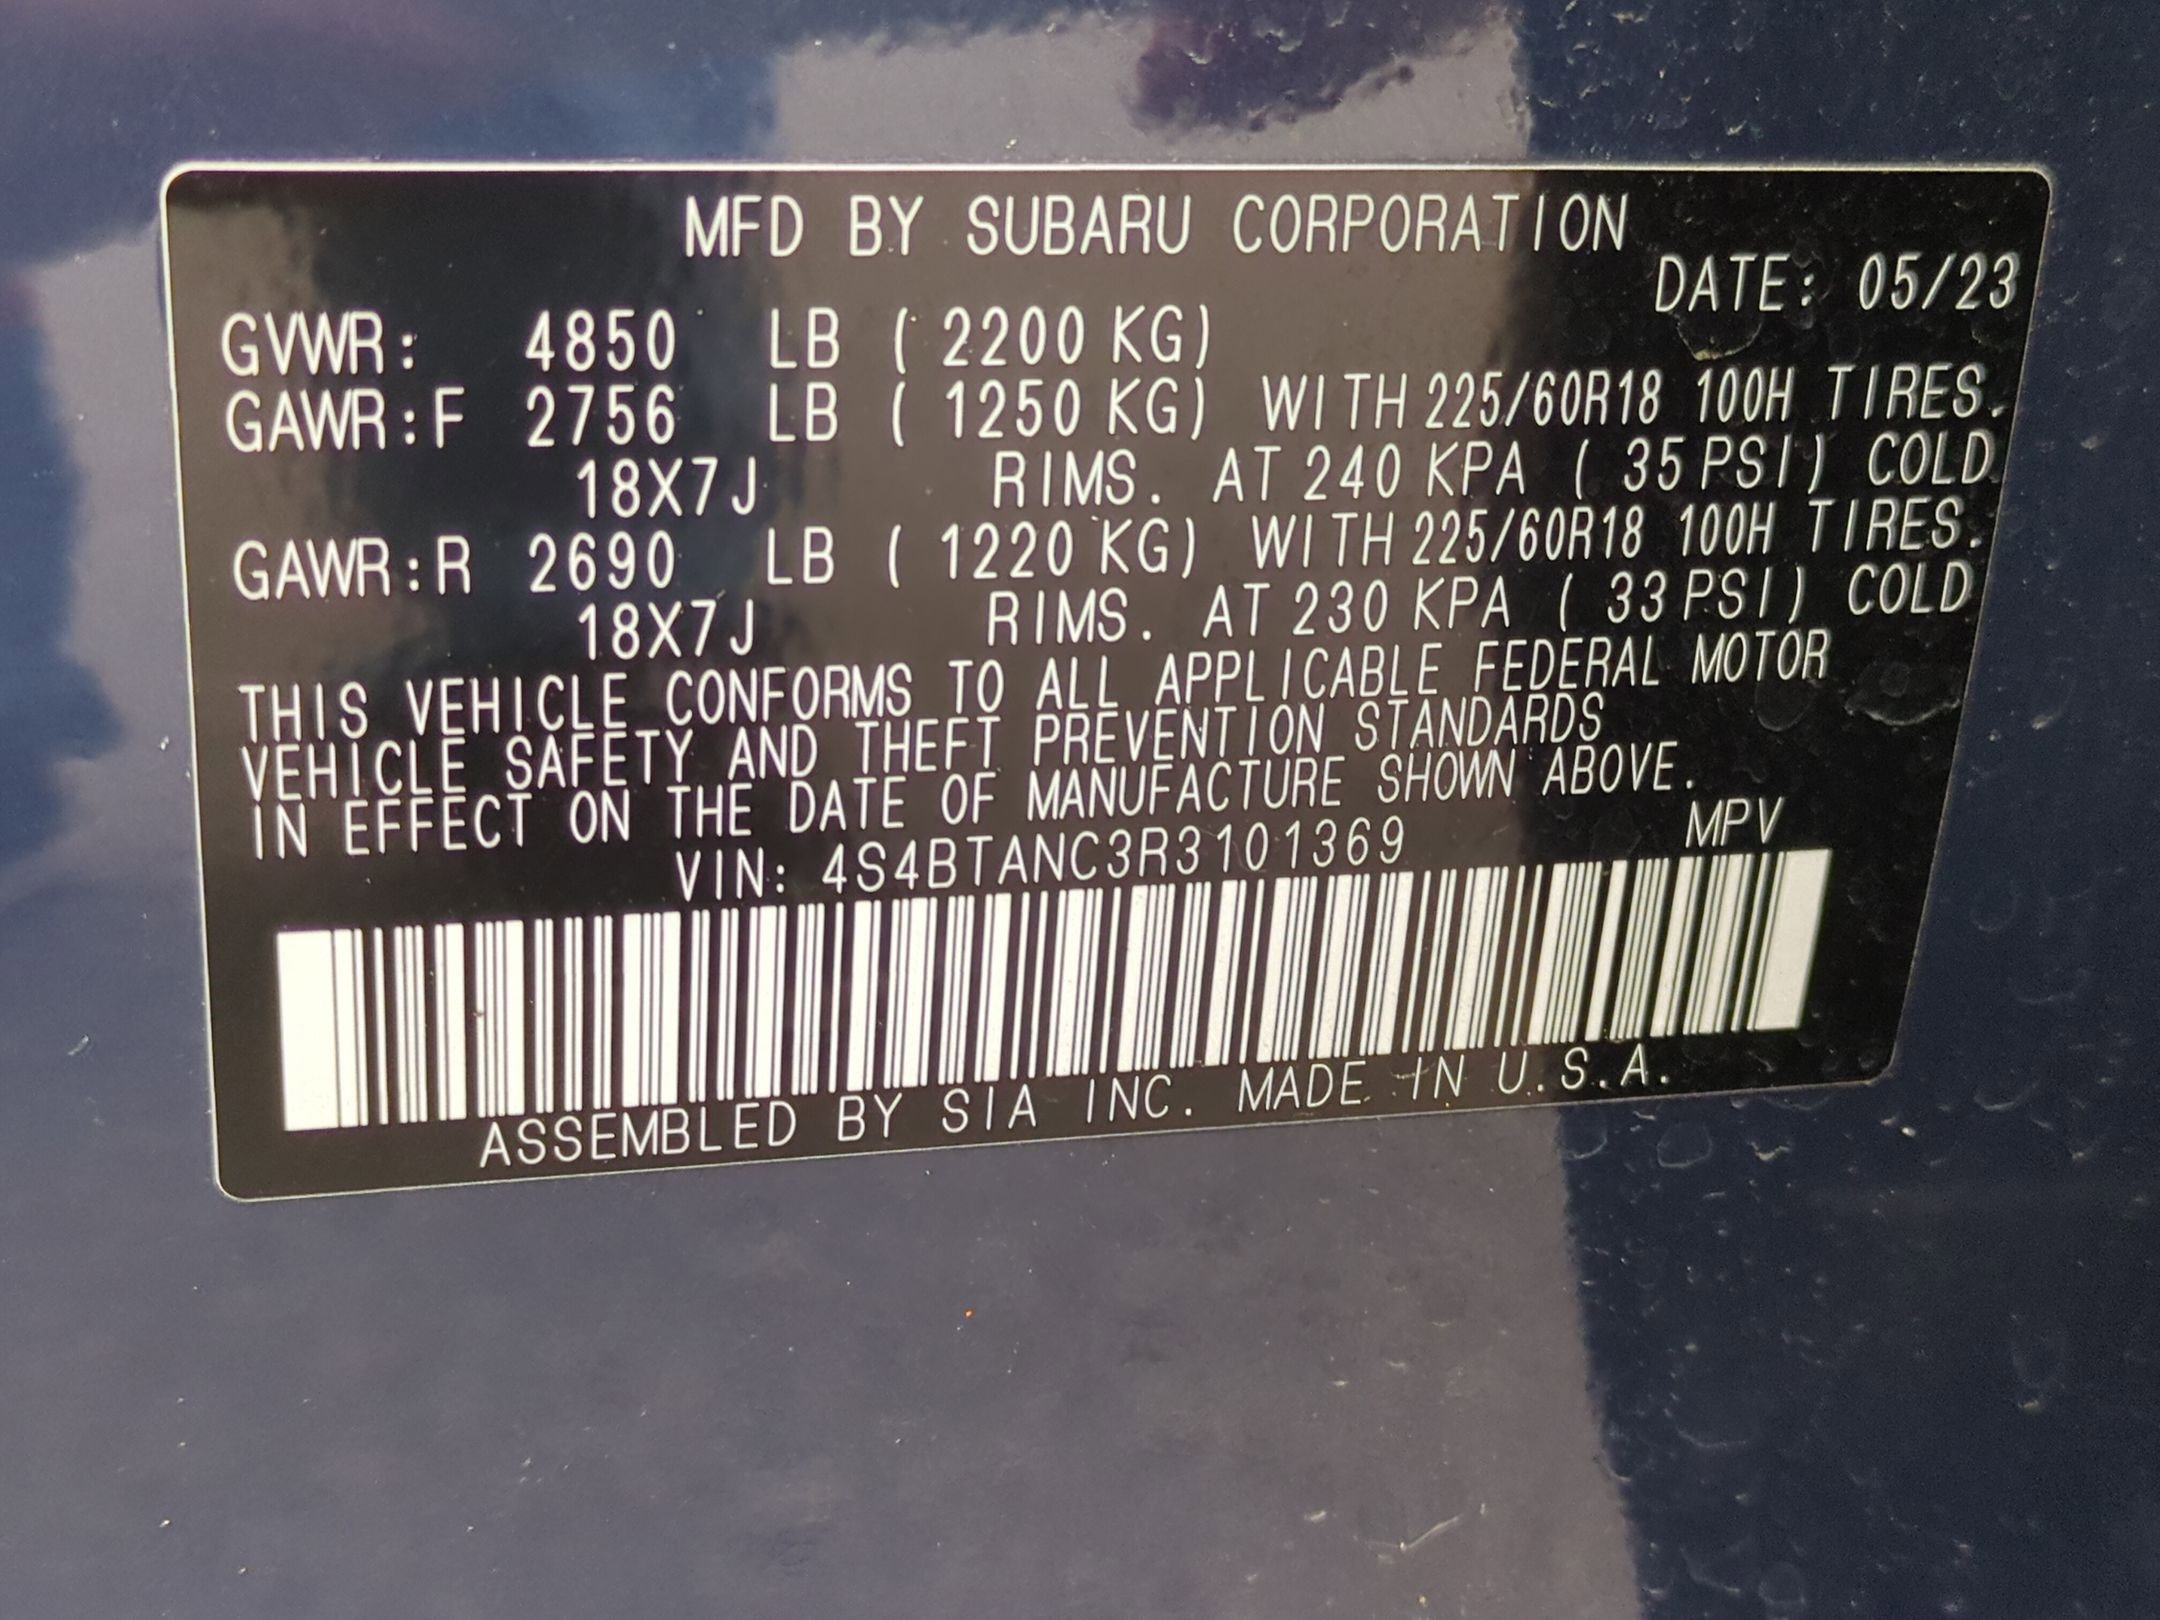 MFD BY SUBARU CORPORATION
DATE: 05/23
GVWR: 4850 LB ( 2200 KG)
GAWR:F 2756 LB ( 1250 KG) WITH 225/60R18 100H TIRES.
18X7J RIMS. AT 240 KPA ( 35 PSI) COLD
GAWR:R 2690 LB ( 1220 KG) WITH 225/60R18 100H TIRES.
18X7J RIMS. AT 230 KPA ( 33 PSI) COLD
THIS VEHICLE CONFORMS TO ALL APPLICABLE FEDERAL MOTOR
VEHICLE SAFETY AND THEFT PREVENTION STANDARDS
IN EFFECT ON THE DATE OF MANUFACTURE SHOWN ABOVE.
VIN: 4S4BTANC3R3101369 MPV
ASSEMBLED BY SIA INC. MADE IN U.S.A.